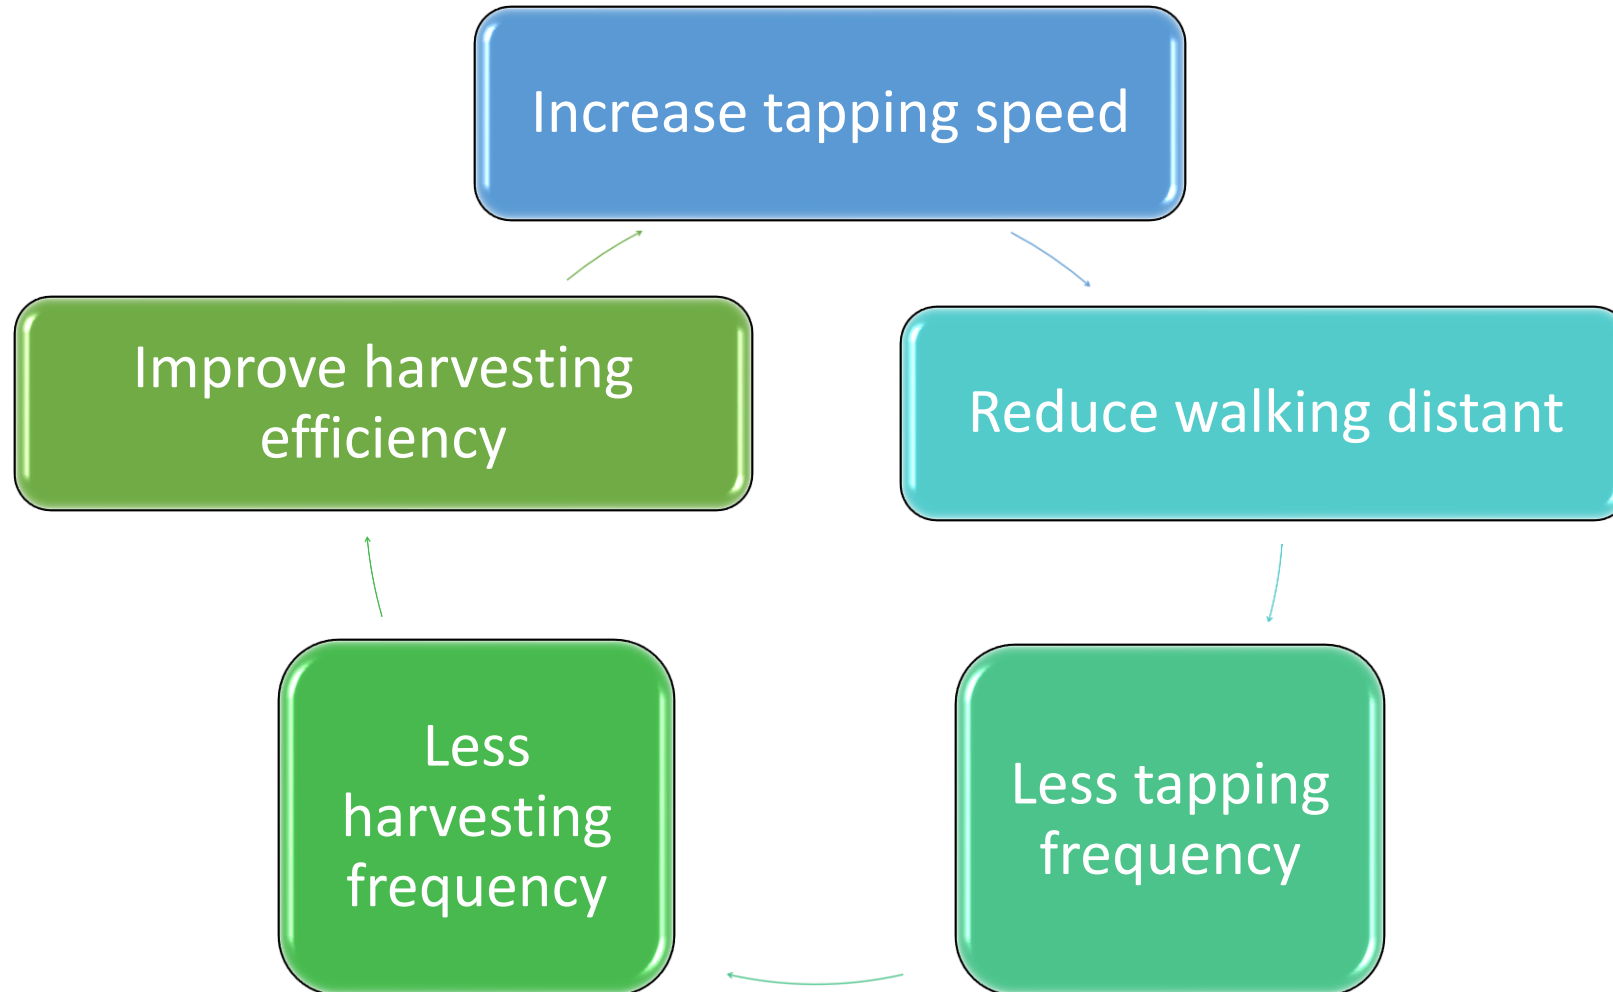 Increase tapping speed
Improve harvesting
efficiency
Reduce walking distant
Less
harvesting
frequency
Less tapping
frequency